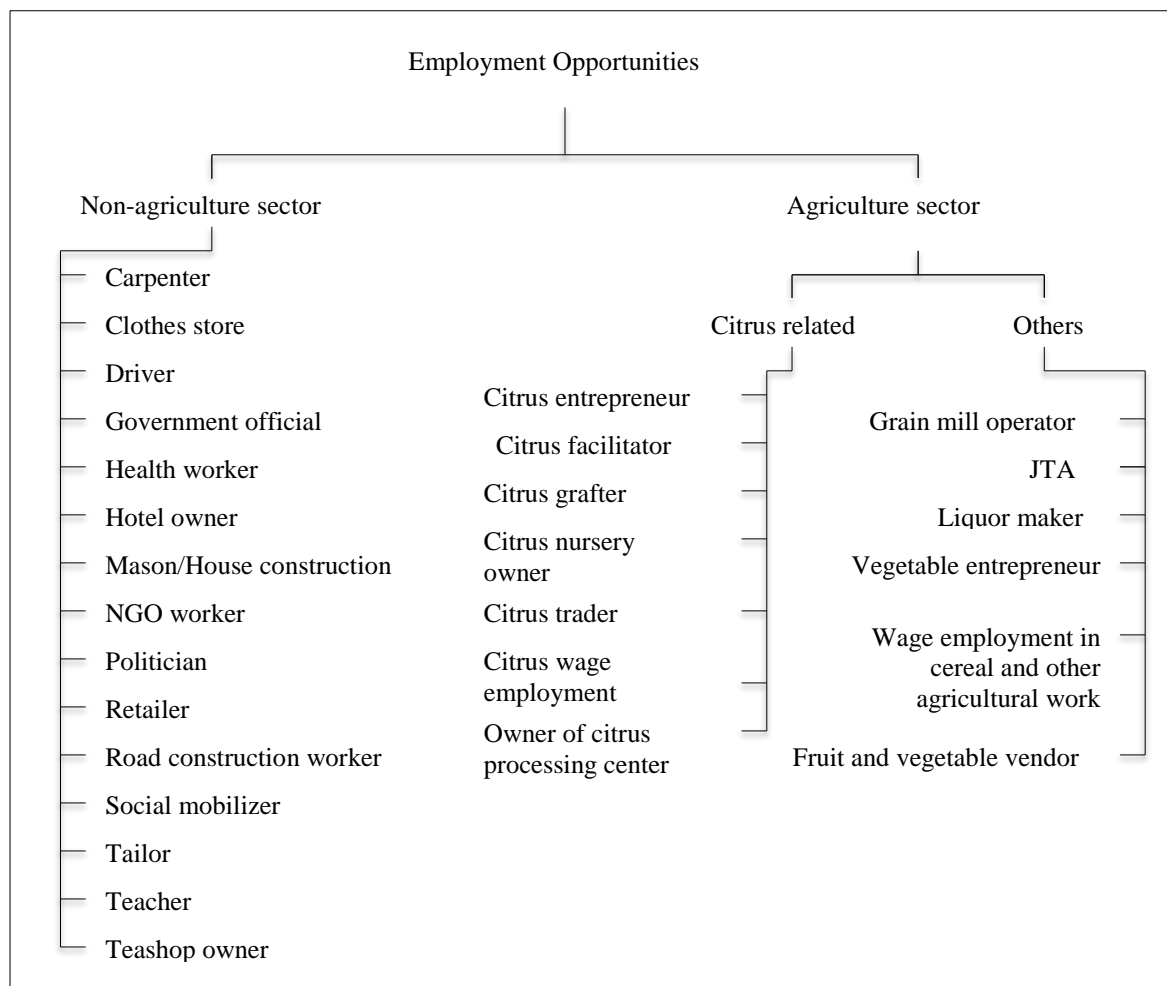 Employment Opportunities
Non-agriculture sector
Carpenter
Clothes store
Driver
Government official
Health worker
Hotel owner
Mason/House construction
NGO worker
Politician
Retailer
Road construction worker
Social mobilizer
Tailor
Teacher
Teashop owner
Agriculture sector
Citrus related
Citrus entrepreneur
Citrus facilitator
Citrus grafter
Citrus nursery
owner
Citrus trader
Citrus wage
employment
Owner of citrus
processing center
Others
Grain mill operator
JTA
Liquor maker
Vegetable entrepreneur
Wage employment in
cereal and other
agricultural work
Fruit and vegetable vendor